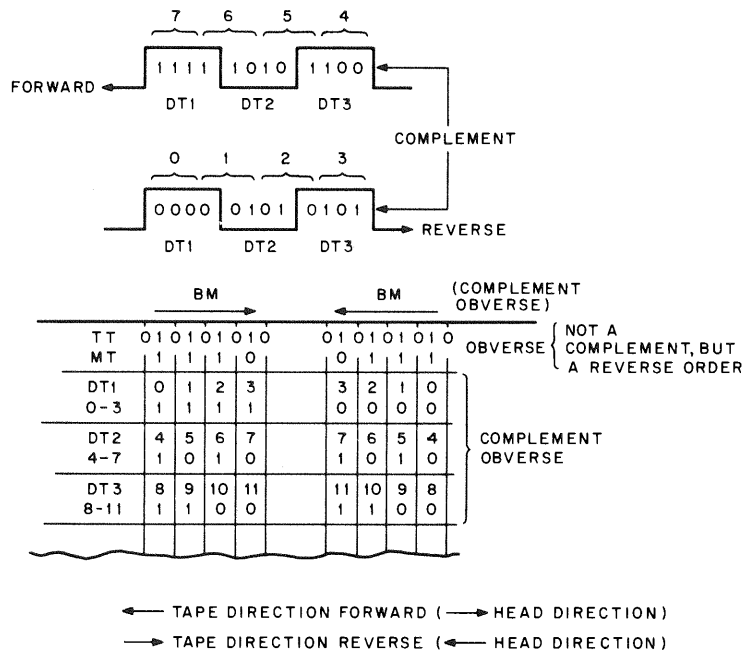 7 6 5 4
1111 1010 1100
FORWARD
DT1 DT2 DT3
COMPLEMENT
0 1 2 3
0000 0101 0101
REVERSE
DT1 DT2 DT3
BM BM (COMPLEMENT OBVERSE)
TT 0 1 0 1 0 1 0 1 0 0 1 0 1 0 1 0 1 0
MT 1 1 1 0 0 1 1 1
OBVERSE NOT A COMPLEMENT, BUT A REVERSE ORDER
DT1 0 1 2 3 3 2 1 0
0-3 1 1 1 1 0 0 0 0
DT2 4 5 6 7 7 6 5 4
4-7 1 0 1 0 1 0 1 0
COMPLEMENT OBVERSE
DT3 8 9 10 11 11 10 9 8
8-11 1 1 0 0 1 1 0 0
TAPE DIRECTION FORWARD ( HEAD DIRECTION)
TAPE DIRECTION REVERSE ( HEAD DIRECTION)